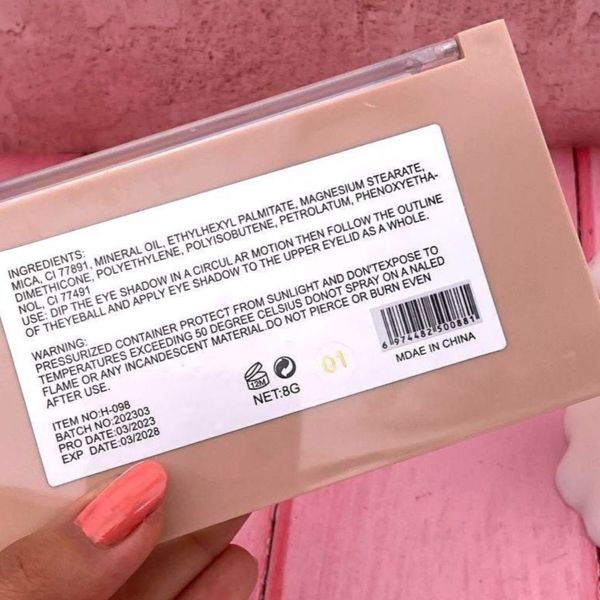 INGREDIENTS:
MICA, CI 77891, MINERAL OIL, ETHYLHEXYL PALMITATE, MAGNESIUM STEARATE,
DIMETHICONE, POLYETHYLENE, POLYISOBUTENE, PETROLATUM, PHENOXYETHA-
NOL, CI 77491
USE: DIP THE EYE SHADOW IN A CIRCULAR MOTION THEN FOLLOW THE OUTLINE
OF THEYEBALL AND APPLY EYE SHADOW TO THE UPPER EYELID AS A WHOLE.
WARNING:
PRESSURIZED CONTAINER PROTECT FROM SUNLIGHT AND DON'TEXPOSE TO
TEMPERATURES EXCEEDING 50 DEGREE CELSIUS DONOT SPRAY ON A NALED
FLAME OR ANY INCANDESCENT MATERIAL.DO NOT PIERCE OR BURN EVEN
AFTER USE.
ITEM NO:H-098
BATCH NO:202303
PRO DATE:03/2023
EXP DATE:03/2028
12M
NET:8G
01
6 974482 500881
MDAE IN CHINA